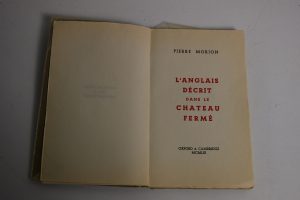 PIERRE MORION
L'ANGLAIS
DÉCRIT
DANS LE
CHATEAU
FERMÉ
OXFORD & CAMBRIDGE
MCMLIII